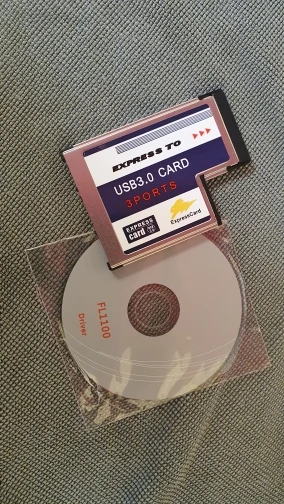 EXPRESS TO
USB3.0 CARD
3PORTS
EXPRESS
card
ExpressCard
FL1100
Driver